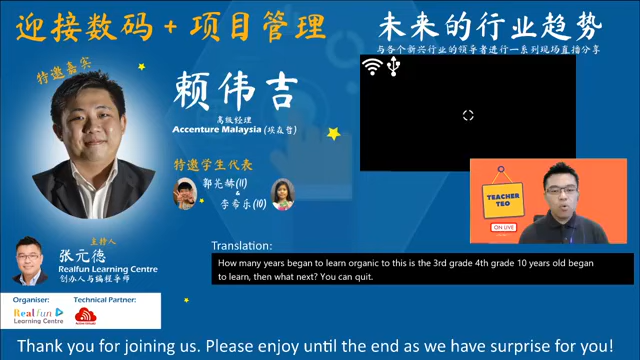 迎接数码 + 项目管理
未来的行业趋势
与各个新兴行业的领导者进行一系列现场直播分享
特邀嘉宾
赖伟吉
高级经理
Accenture Malaysia (埃森哲)
特邀学生代表
郭光赫(11)
&
李希乐(10)
主持人
张元德
Realfun Learning Centre
创办人与编程导师
TEACHER
TEO
ON LIVE
Translation:
How many years began to learn organic to this is the 3rd grade 4th grade 10 years old began
to learn, then what next? You can quit.
Organiser:
Technical Partner:
Realfun
Learning Centre
Thank you for joining us. Please enjoy until the end as we have surprise for you!